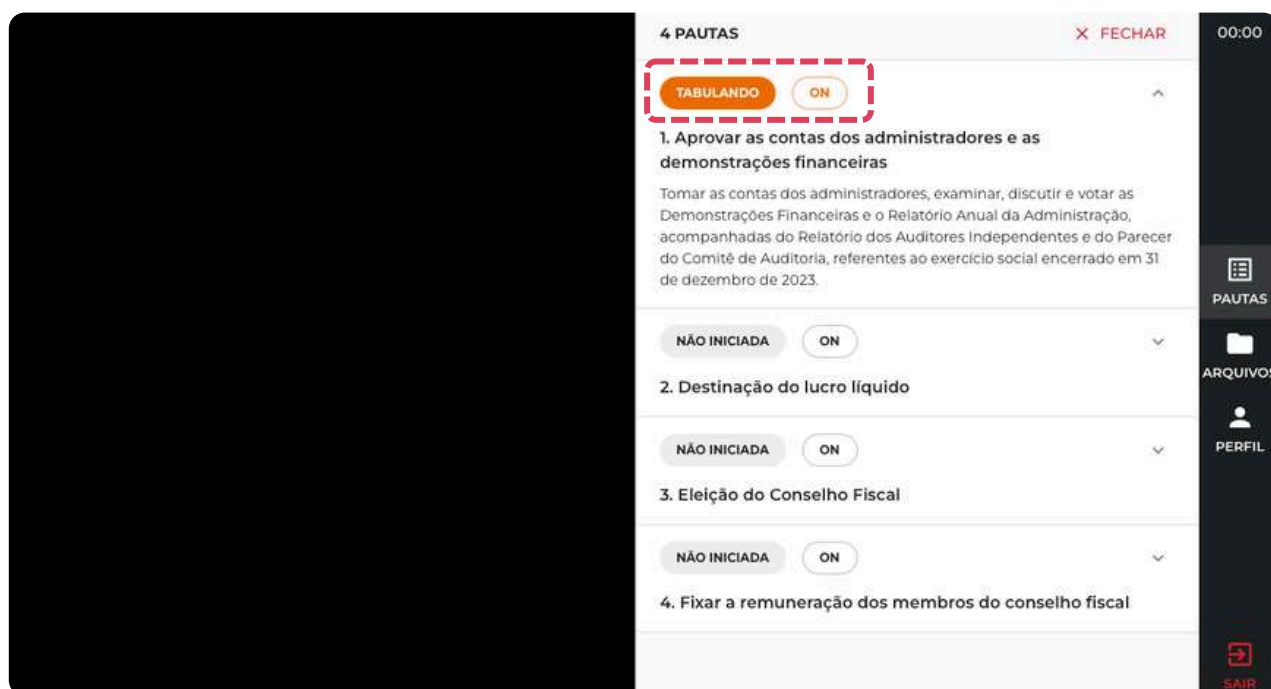 4 PAUTAS
FECHAR
00:00
TABULANDO
ON
1. Aprovar as contas dos administradores e as
demonstrações financeiras
Tomar as contas dos administradores, examinar, discutir e votar as
Demonstrações Financeiras e o Relatório Anual da Administração,
acompanhadas do Relatório dos Auditores Independentes e do Parecer
do Comitê de Auditoria, referentes ao exercício social encerrado em 31
de dezembro de 2023.
NÃO INICIADA
ON
2. Destinação do lucro líquido
NÃO INICIADA
ON
3. Eleição do Conselho Fiscal
NÃO INICIADA
ON
4. Fixar a remuneração dos membros do conselho fiscal
PAUTAS
ARQUIVOS
PERFIL
SAIR